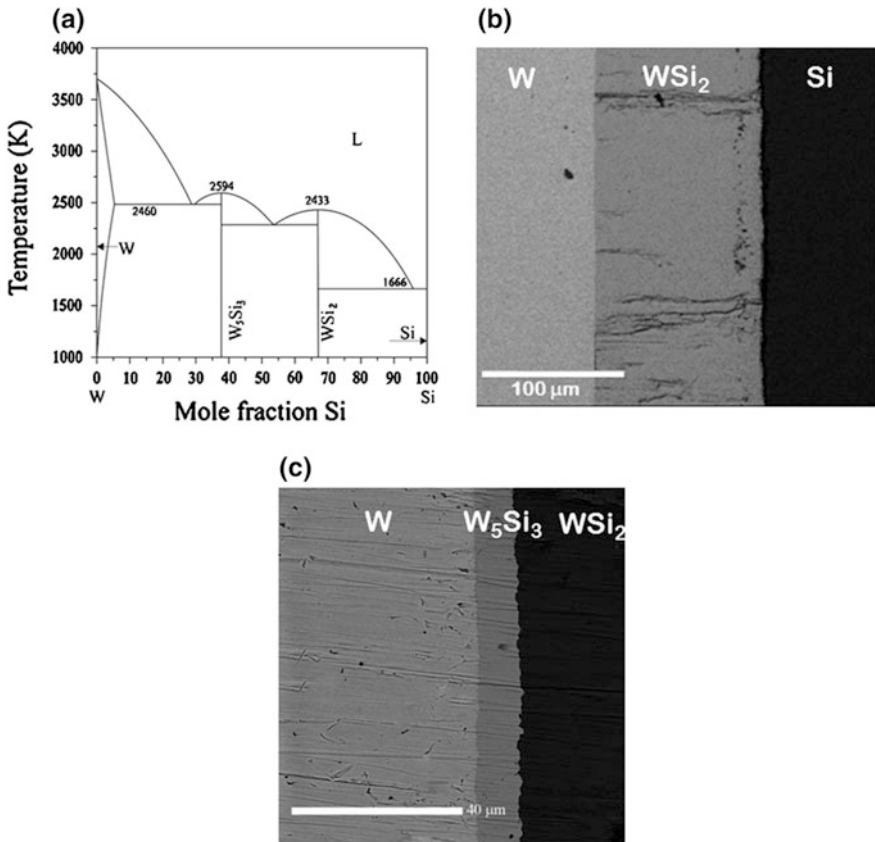 (a)
4000
3500
3000
2500
2000
1500
1000
Temperature (K)
L
2594
2460
2433
1666
W
W₅Si₃
WSi₂
Si
0 10 20 30 40 50 60 70 80 90 100
W Si
Mole fraction Si
(b)
W WSi₂ Si
100 μm
(c)
W W₅Si₃ WSi₂
40 μm